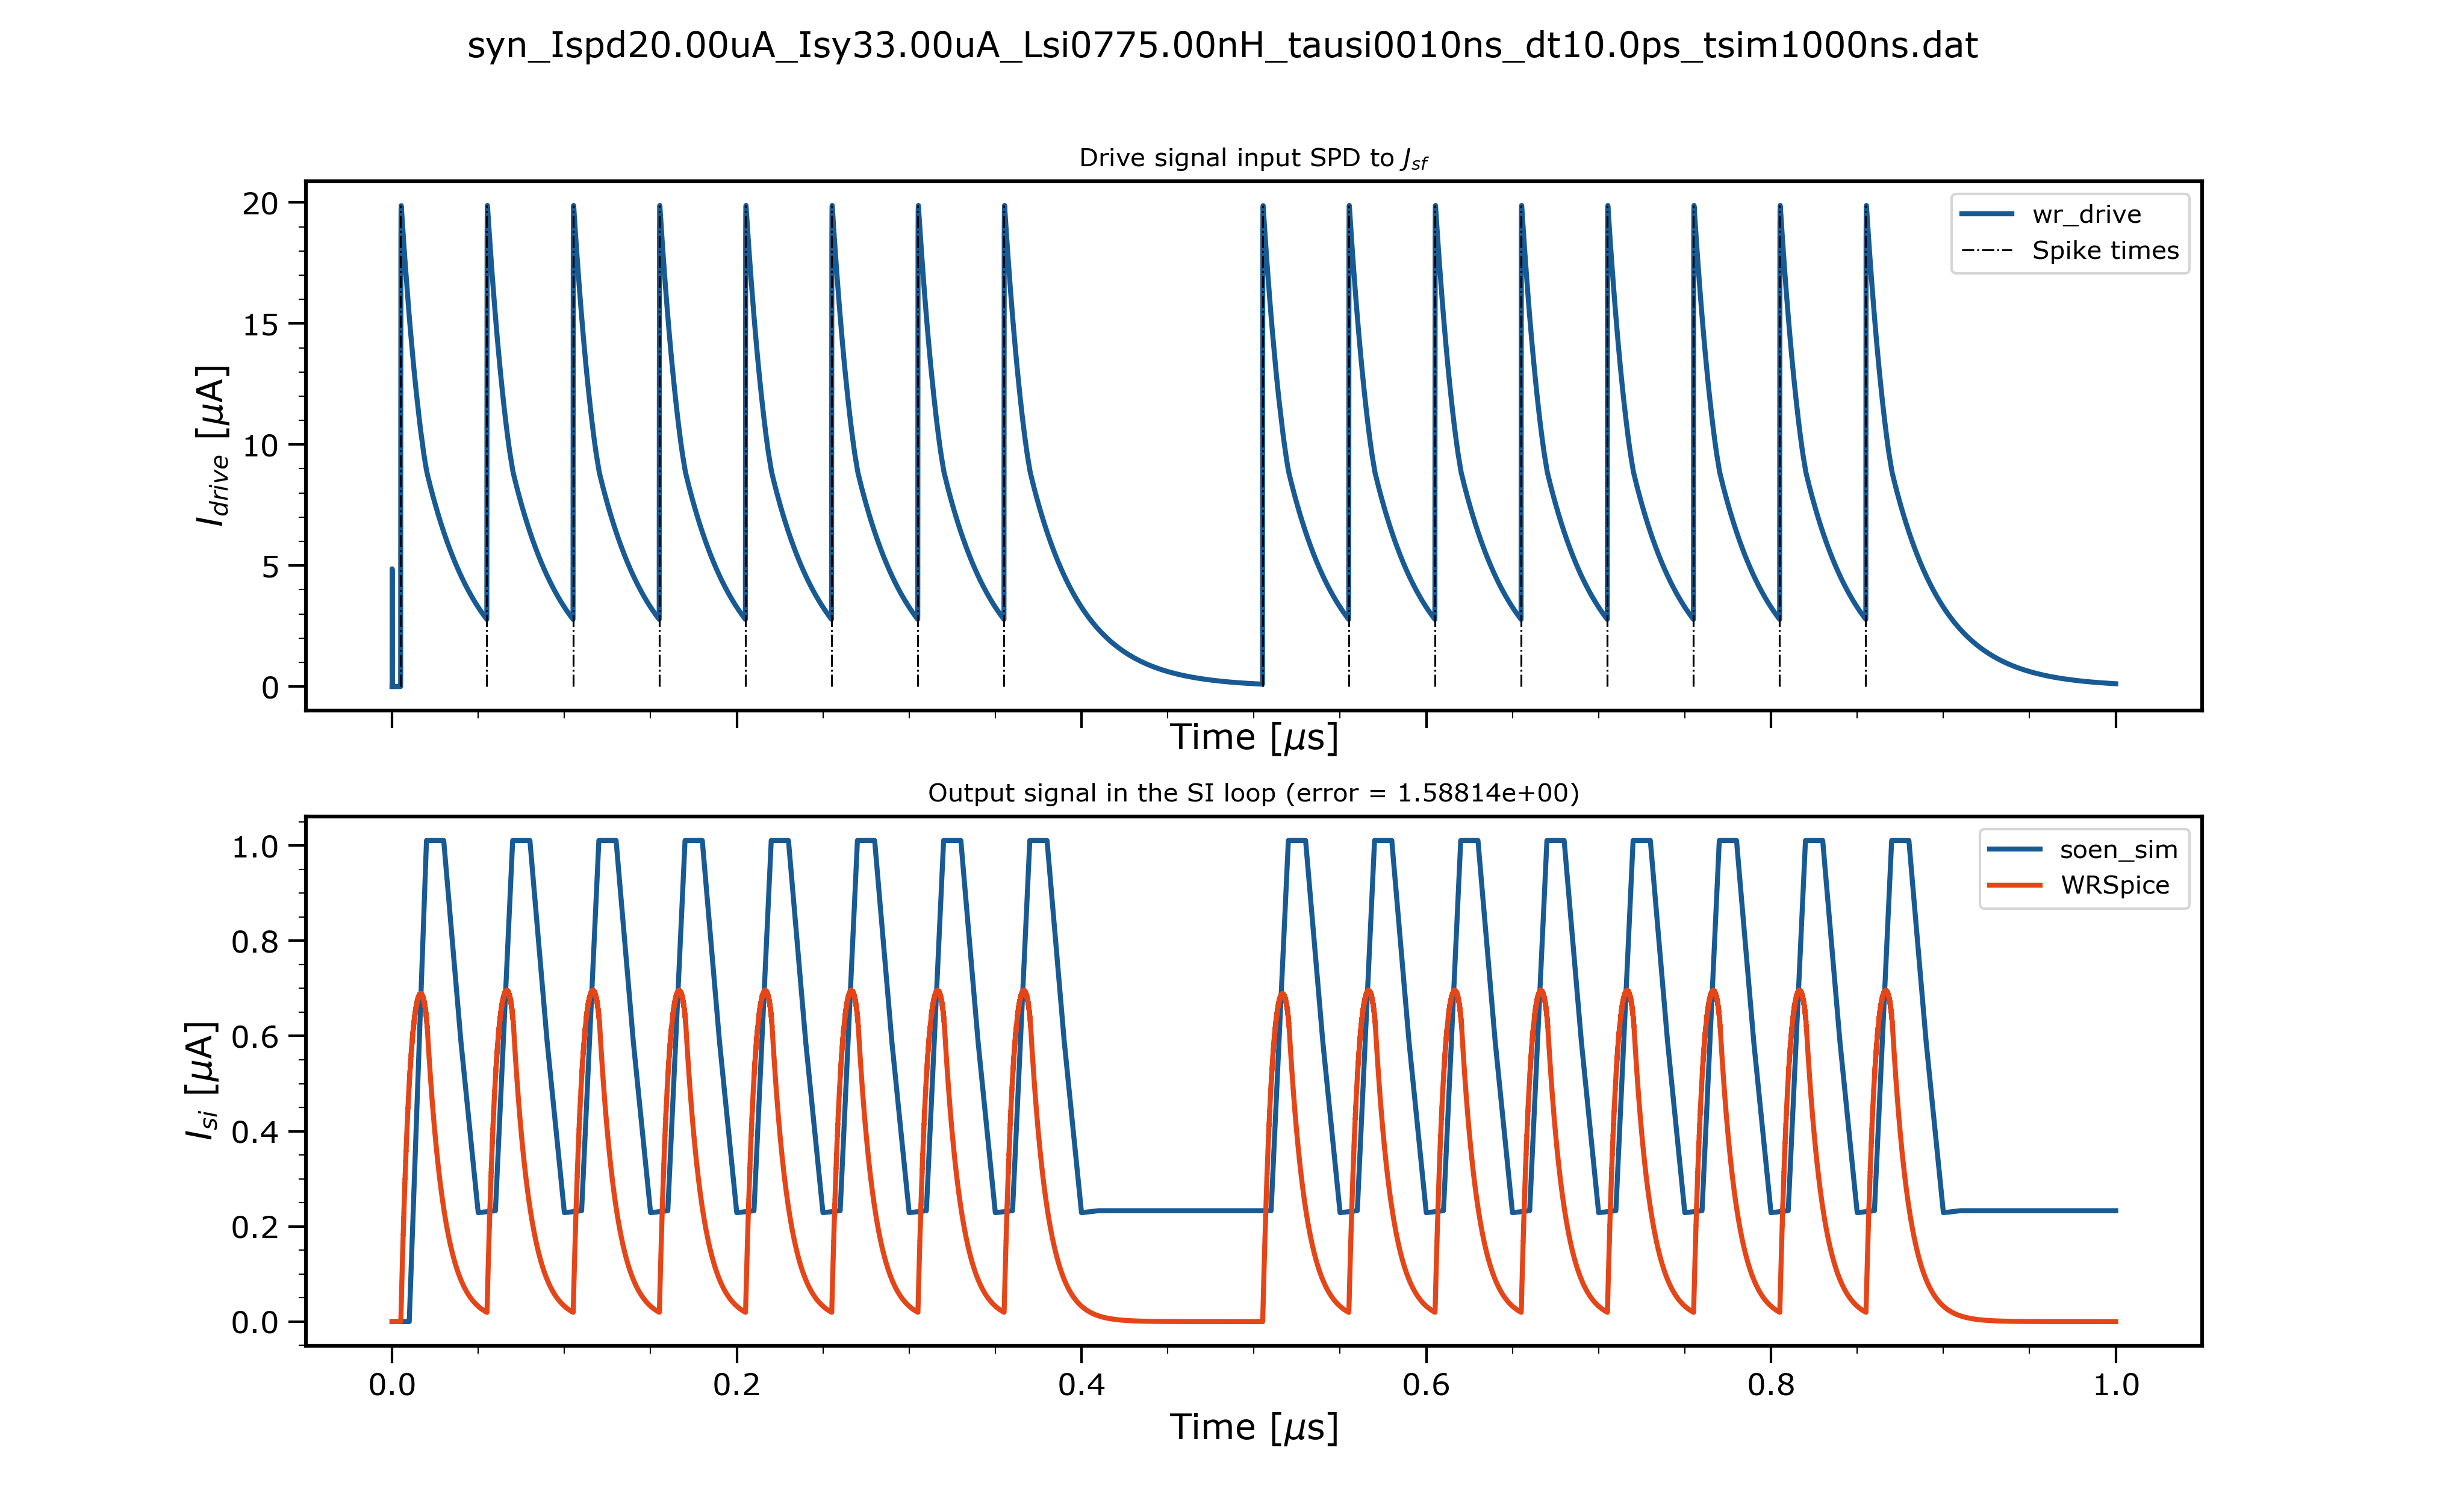 syn_Ispd20.00uA_Isy33.00uA_Lsi0775.00nH_tausi0010ns_dt10.0ps_tsim1000ns.dat
Drive signal input SPD to J_sf
20
15
10
5
0
I_drive [μA]
wr_drive
Spike times
Time [μs]
Output signal in the SI loop (error = 1.58814e+00)
1.0
0.8
0.6
0.4
0.2
0.0
I_si [μA]
soen_sim
WRSpice
0.0 0.2 0.4 0.6 0.8 1.0
Time [μs]